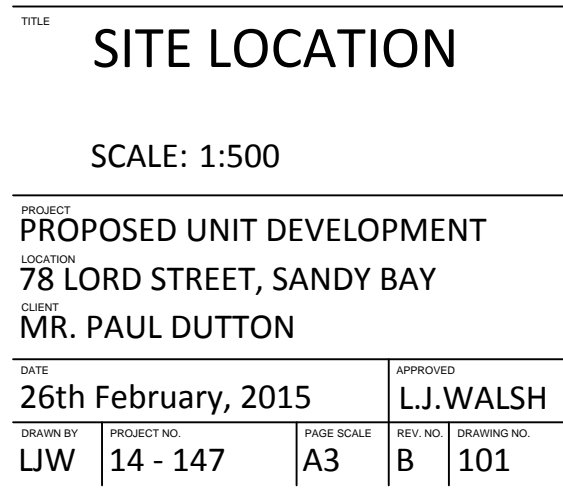 TITLE
SITE LOCATION
SCALE: 1:500
PROJECT
PROPOSED UNIT DEVELOPMENT
LOCATION
78 LORD STREET, SANDY BAY
CLIENT
MR. PAUL DUTTON
DATE APPROVED
26th February, 2015 L.J.WALSH
DRAWN BY PROJECT NO. PAGE SCALE REV. NO. DRAWING NO.
LJW 14 - 147 A3 B 101